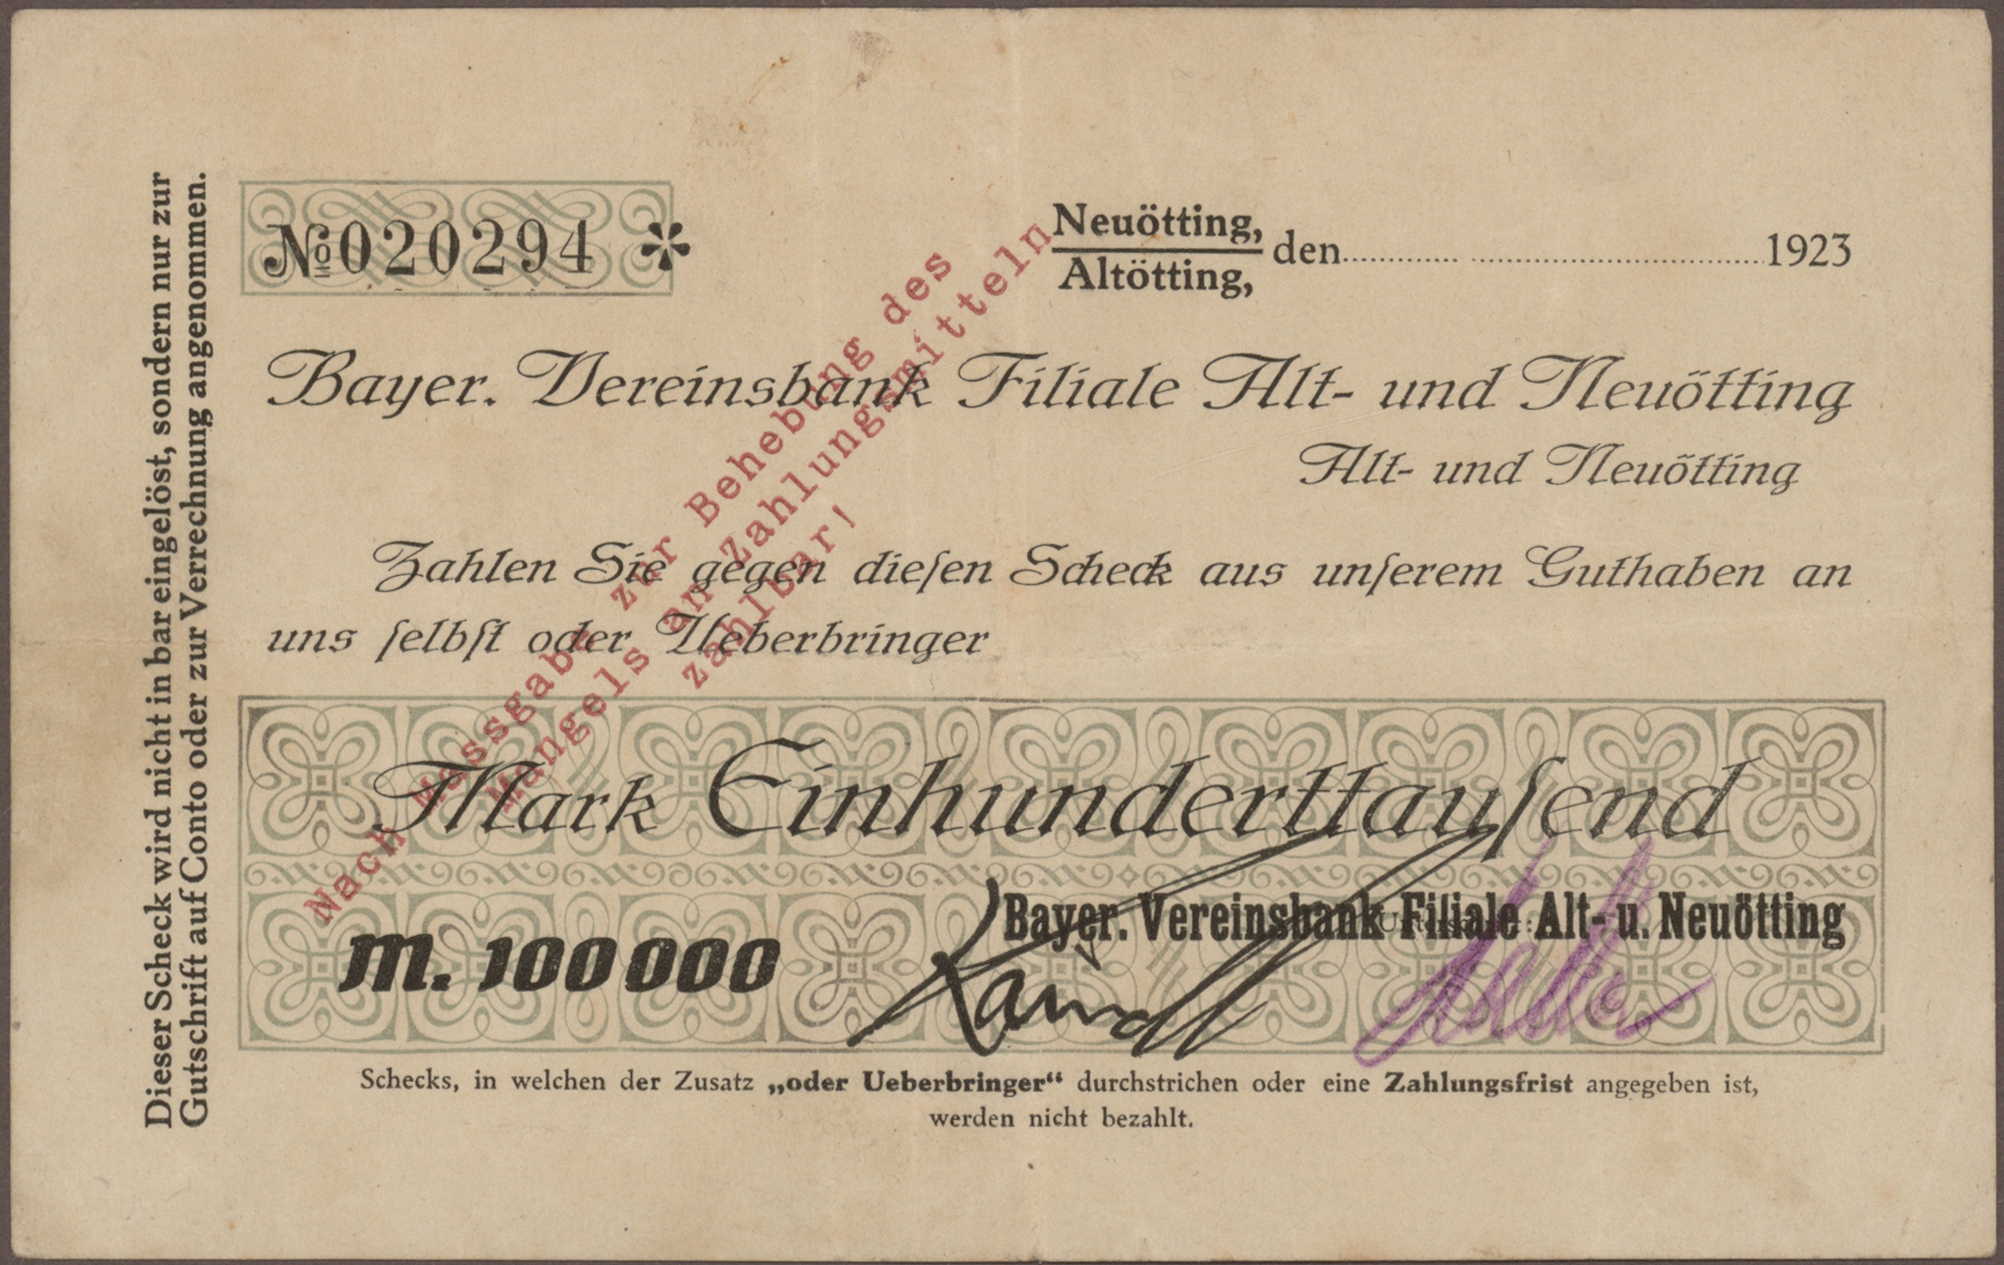 Dieser Scheck wird nicht in bar eingelöst, sondern nur zur
Gutschrift auf Conto oder zur Verrechnung angenommen.
№020294 *
Neuötting,
Altötting,
den 1923
Bayer. Vereinsbank Filiale Alt- und Neuötting
Alt- und Neuötting
Zahlen Sie gegen dieſen Scheck aus unſerem Guthaben an
uns ſelbſt oder Ueberbringer
Nach Massgabe zur Behebung des
Mangels an Zahlungsmitteln
zahlbar!
Mark Einhunderttauſend
M. 100 000
Bayer. Vereinsbank Filiale Alt- u. Neuötting
Schecks, in welchen der Zusatz „oder Ueberbringer“ durchstrichen oder eine Zahlungsfrist angegeben ist,
werden nicht bezahlt.